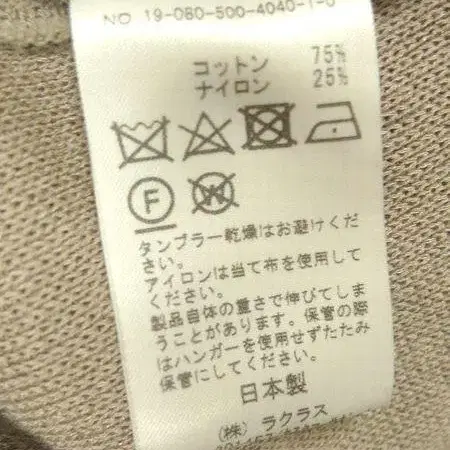 NO 19-080-500-4040-1-0
コットン 75%
ナイロン 25%
F
W
タンブラー乾燥はお避けくだ
さい。
アイロンは当て布を使用して
ください。
製品自体の重さで伸びてしま
うことがあります。保管の際
はハンガーを使用せずたたみ
保管にしてください。
日本製
(株) ラクラス